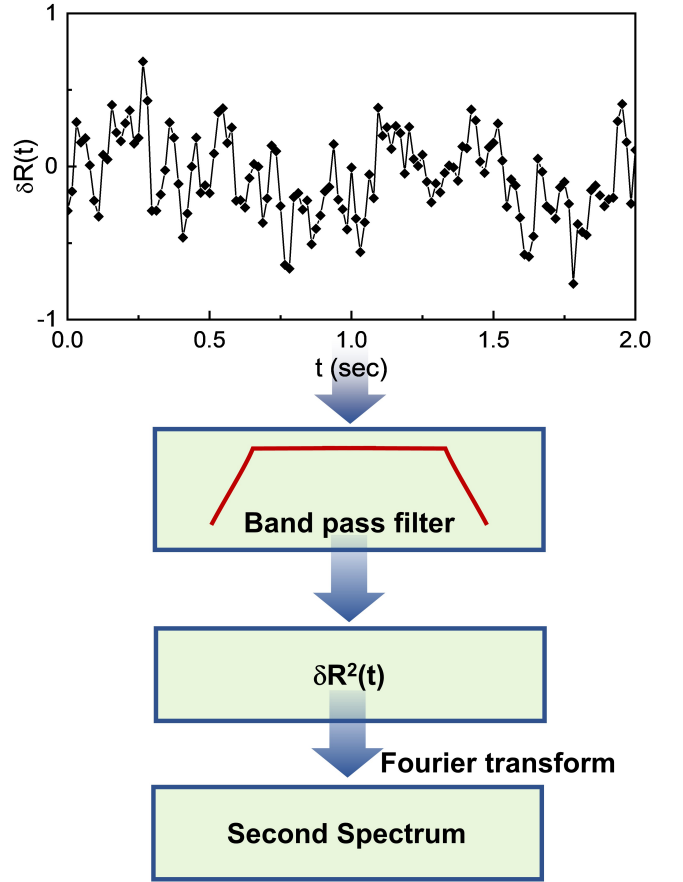 1
0
-1
δR(t)
0.0 0.5 1.0 1.5 2.0
t (sec)
Band pass filter
δR²(t)
Fourier transform
Second Spectrum